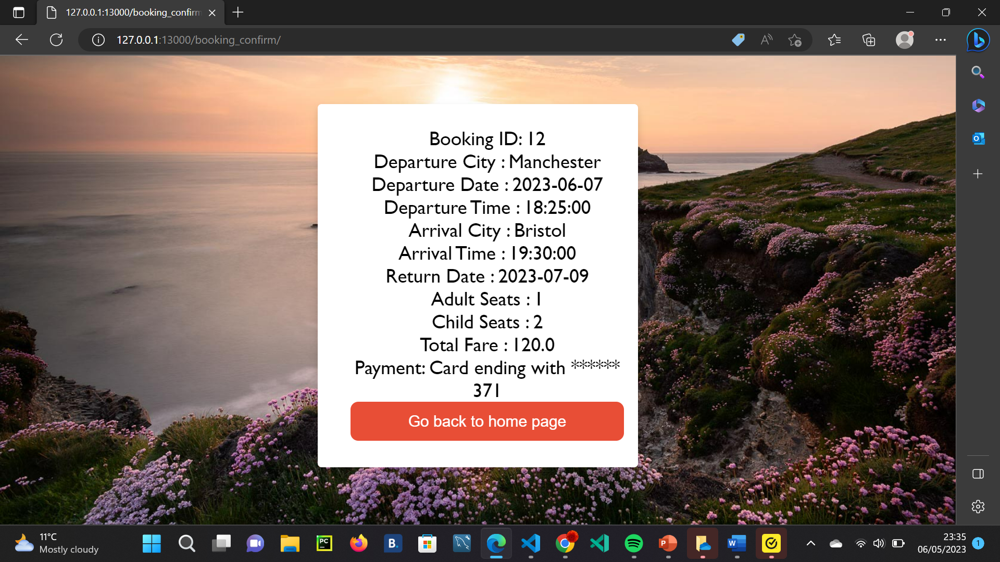 127.0.0.1:13000/booking_confirm
127.0.0.1:13000/booking_confirm/
Booking ID: 12
Departure City : Manchester
Departure Date : 2023-06-07
Departure Time : 18:25:00
Arrival City : Bristol
Arrival Time : 19:30:00
Return Date : 2023-07-09
Adult Seats : 1
Child Seats : 2
Total Fare : 120.0
Payment: Card ending with ******
371
Go back to home page
11°C
Mostly cloudy
PC
B.
P
W
23:35
06/05/2023
1